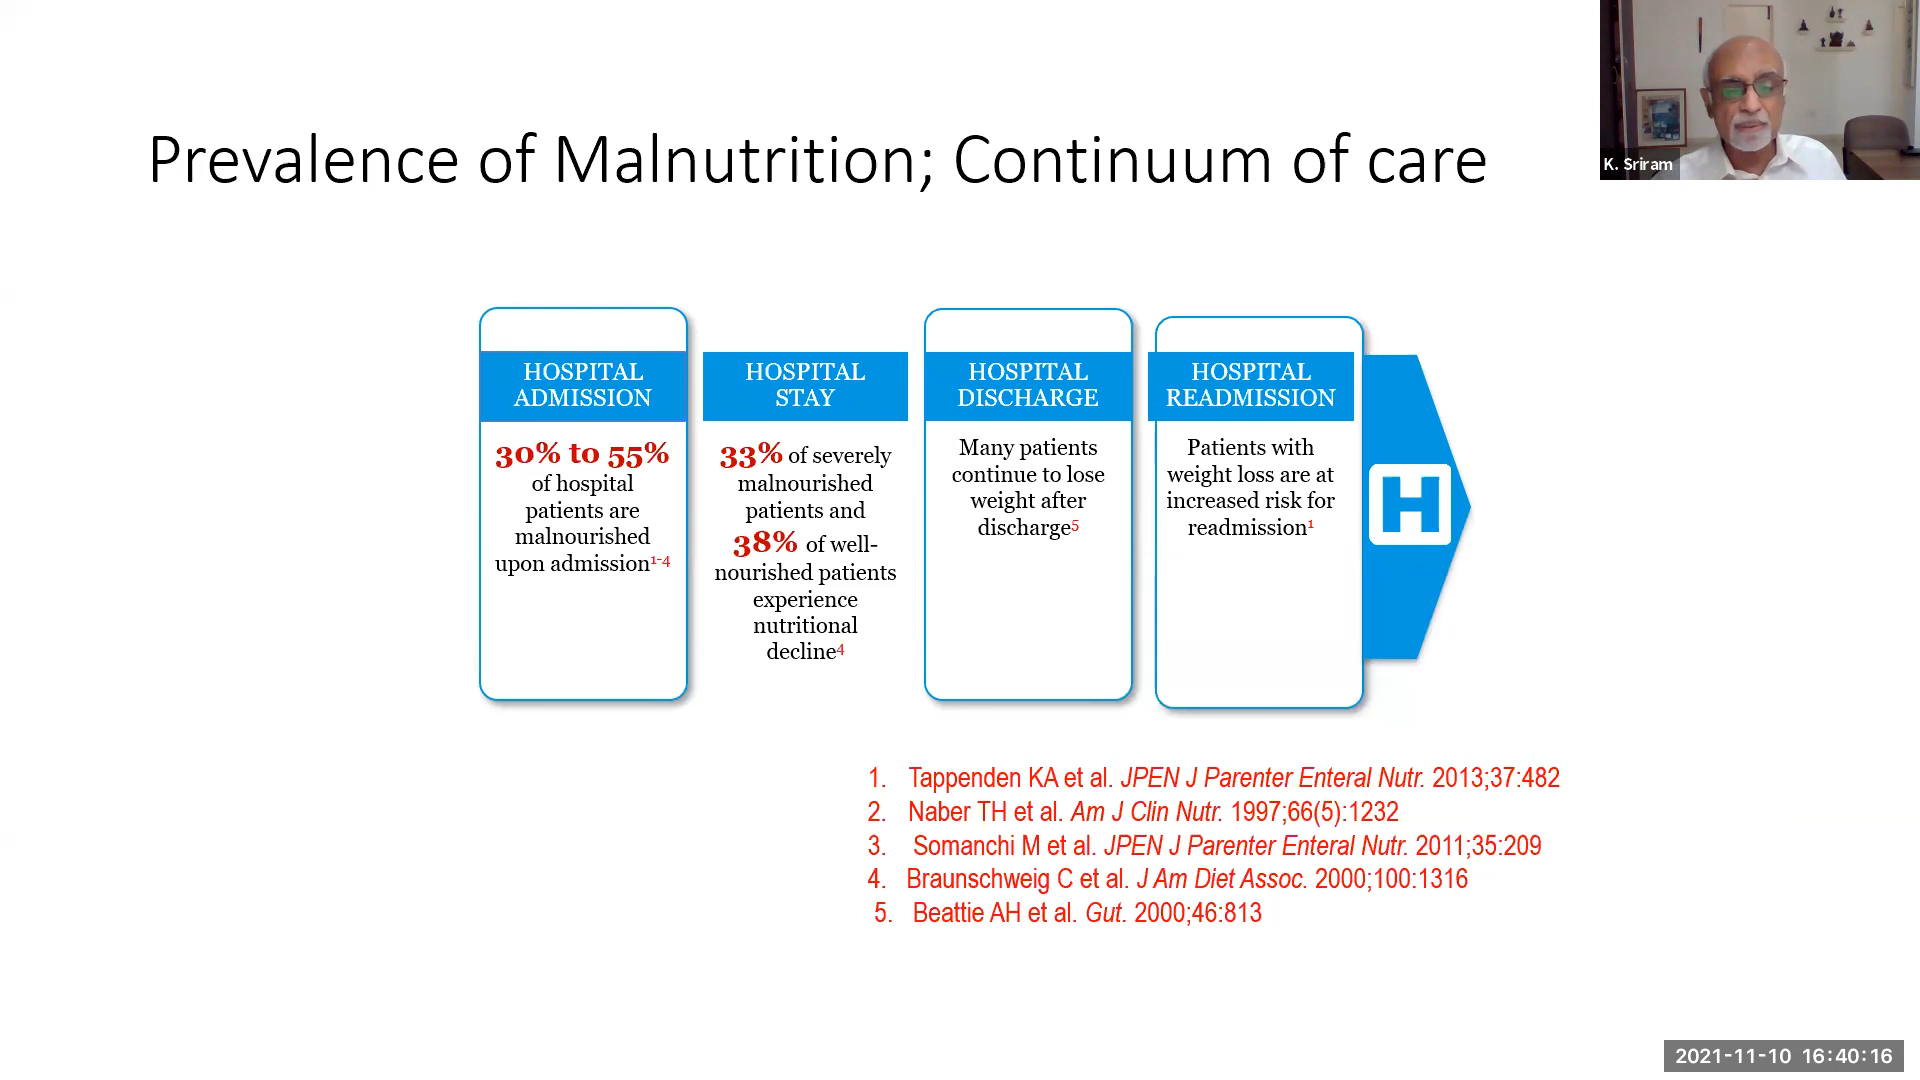 Prevalence of Malnutrition; Continuum of care
K. Sriram
HOSPITAL
ADMISSION
30% to 55%
of hospital
patients are
malnourished
upon admission1-4
HOSPITAL
STAY
33% of severely
malnourished
patients and
38% of well-
nourished patients
experience
nutritional
decline4
HOSPITAL
DISCHARGE
Many patients
continue to lose
weight after
discharge5
HOSPITAL
READMISSION
Patients with
weight loss are at
increased risk for
readmission1
H
1. Tappenden KA et al. JPEN J Parenter Enteral Nutr. 2013;37:482
2. Naber TH et al. Am J Clin Nutr. 1997;66(5):1232
3. Somanchi M et al. JPEN J Parenter Enteral Nutr. 2011;35:209
4. Braunschweig C et al. J Am Diet Assoc. 2000;100:1316
5. Beattie AH et al. Gut. 2000;46:813
2021-11-10 16:40:16